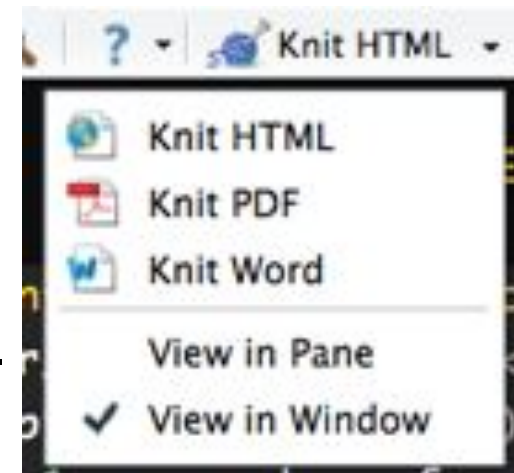 ? Knit HTML
Knit HTML
Knit PDF
Knit Word
View in Pane
View in Window